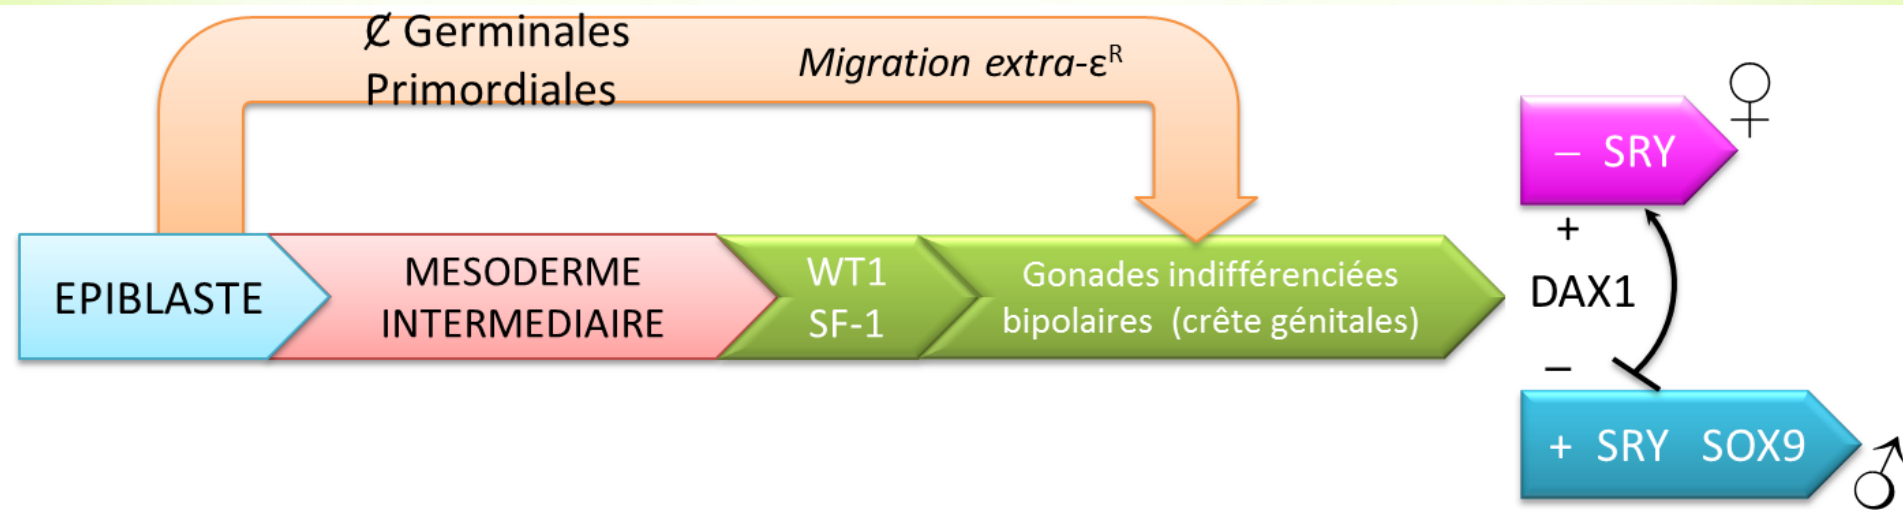 ₡ Germinales
Primordiales
Migration extra-εᴿ
EPIBLASTE
MESODERME
INTERMEDIAIRE
WT1
SF-1
Gonades indifférenciées
bipolaires (crête génitales)
– SRY
♀
+
DAX1
–
+ SRY SOX9
♂